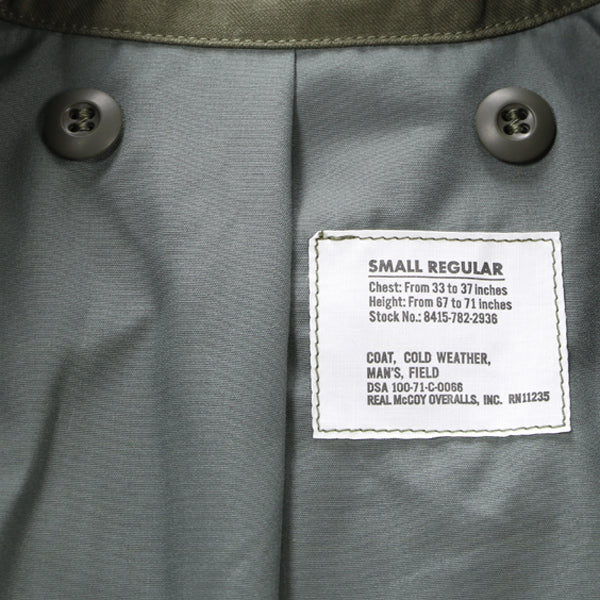 SMALL REGULAR
Chest: From 33 to 37 inches
Height: From 67 to 71 inches
Stock No.: 8415-782-2936
COAT, COLD WEATHER,
MAN'S, FIELD
DSA 100-71-C-0066
REAL McCOY OVERALLS, INC. RN11235